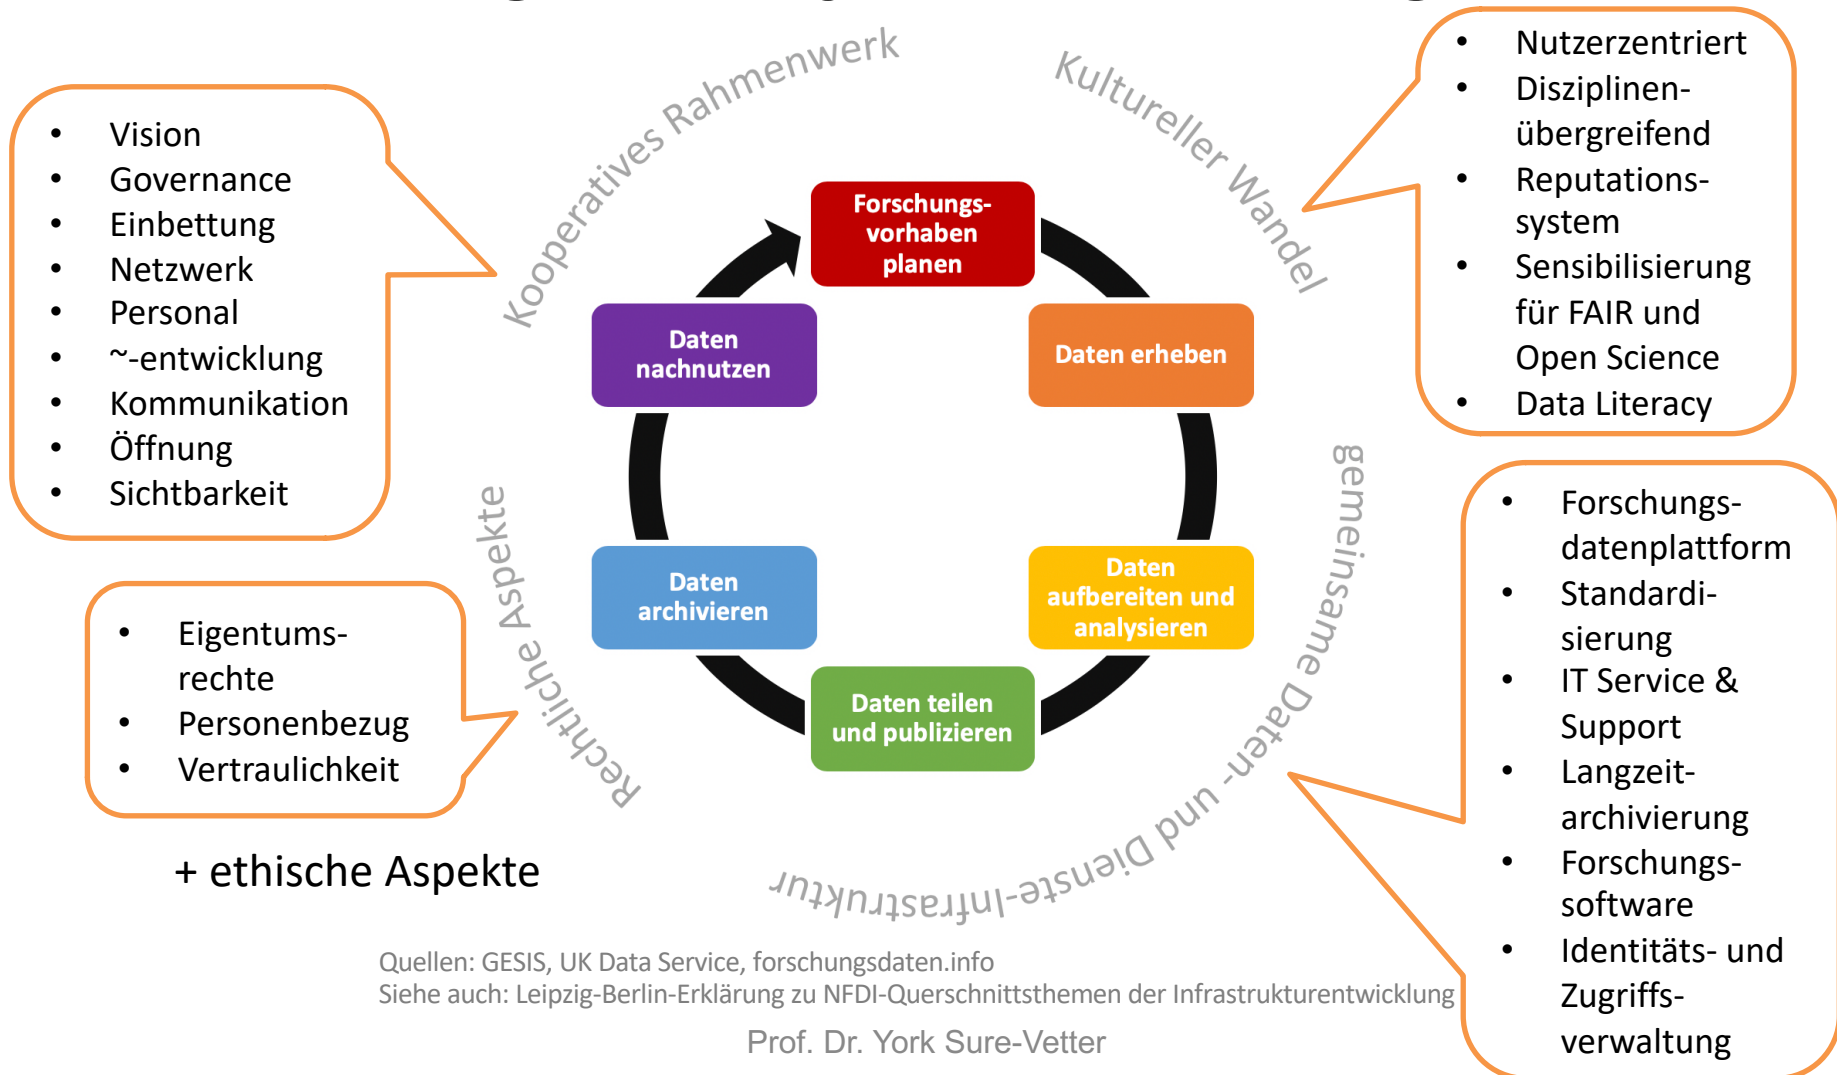 Kooperatives Rahmenwerk
Kultureller Wandel
• Vision
• Governance
• Einbettung
• Netzwerk
• Personal
• ~-entwicklung
• Kommunikation
• Öffnung
• Sichtbarkeit
• Nutzerzentriert
• Disziplinen-
übergreifend
• Reputations-
system
• Sensibilisierung
für FAIR und
Open Science
• Data Literacy
Forschungs-
vorhaben
planen
Daten erheben
Daten
aufbereiten und
analysieren
Daten teilen
und publizieren
Daten
archivieren
Daten
nachnutzen
Rechtliche Aspekte
gemeinsame Daten- und Dienste-Infrastruktur
• Eigentums-
rechte
• Personenbezug
• Vertraulichkeit
+ ethische Aspekte
• Forschungs-
datenplattform
• Standardi-
sierung
• IT Service &
Support
• Langzeit-
archivierung
• Forschungs-
software
• Identitäts- und
Zugriffs-
verwaltung
Quellen: GESIS, UK Data Service, forschungsdaten.info
Siehe auch: Leipzig-Berlin-Erklärung zu NFDI-Querschnittsthemen der Infrastrukturentwicklung
Prof. Dr. York Sure-Vetter